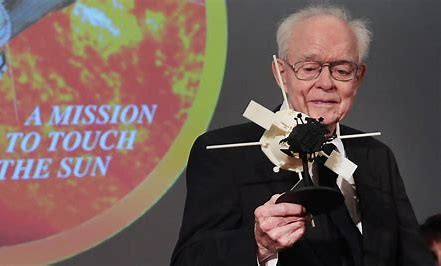 A MISSION
TO TOUCH
THE SUN